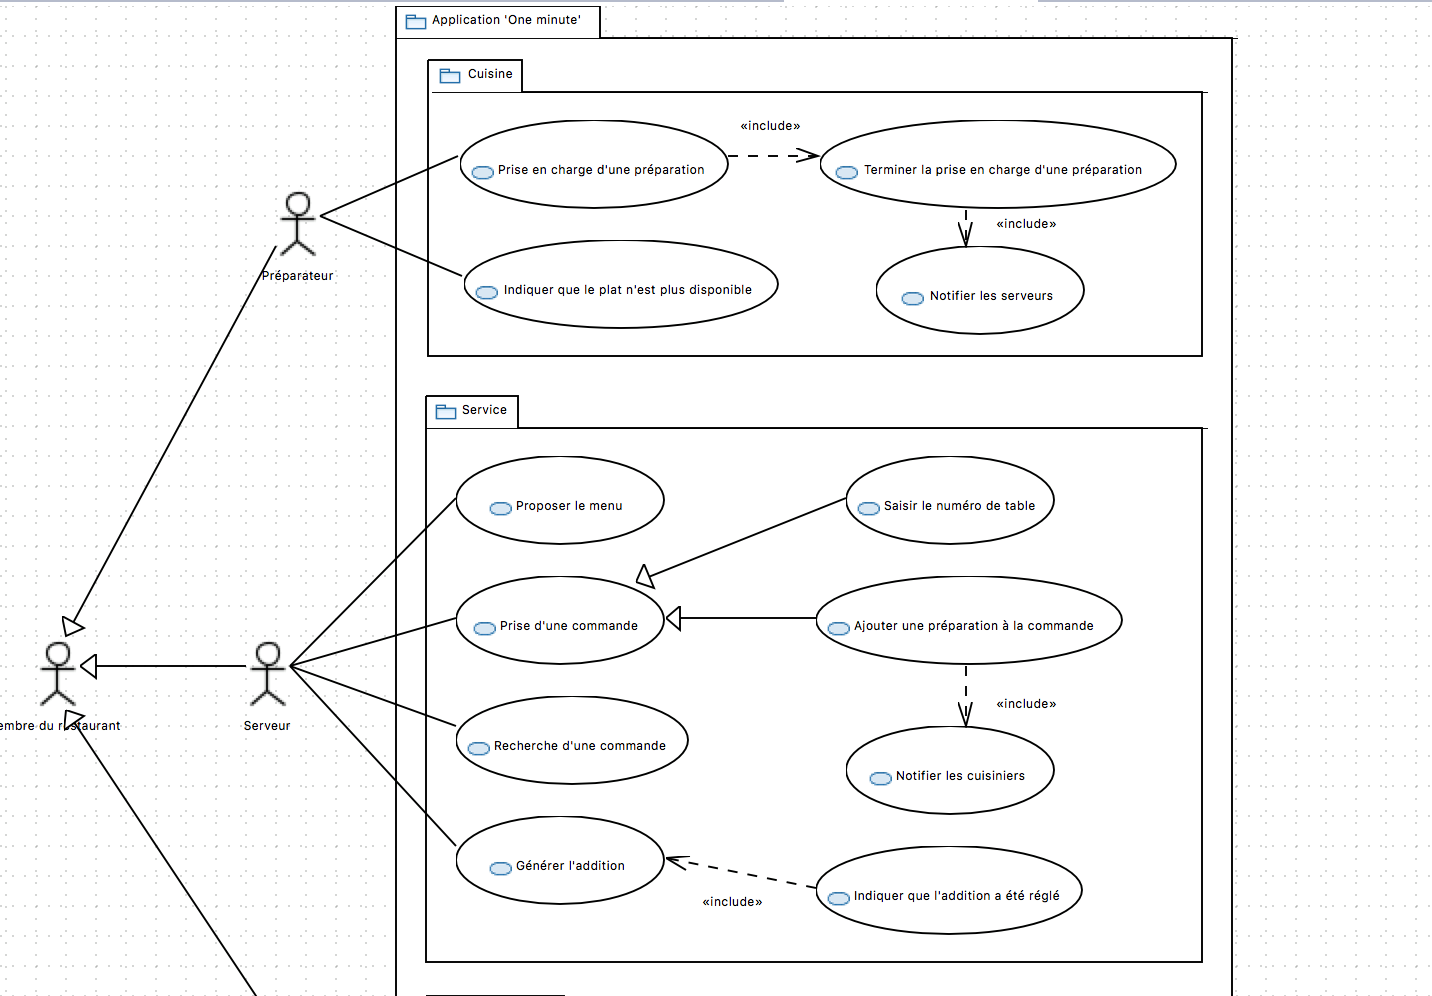 Application 'One minute'
Cuisine
«include»
Prise en charge d'une préparation
Terminer la prise en charge d'une préparation
«include»
Préparateur
Indiquer que le plat n'est plus disponible
Notifier les serveurs
Service
Proposer le menu
Saisir le numéro de table
Prise d'une commande
Ajouter une préparation à la commande
«include»
embre du restaurant
Serveur
Recherche d'une commande
Notifier les cuisiniers
Générer l'addition
Indiquer que l'addition a été réglé
«include»